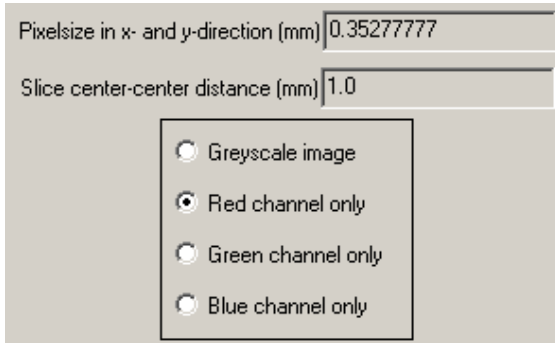 Pixelsize in x- and y-direction (mm) 0.35277777
Slice center-center distance (mm) 1.0
Greyscale image
Red channel only
Green channel only
Blue channel only